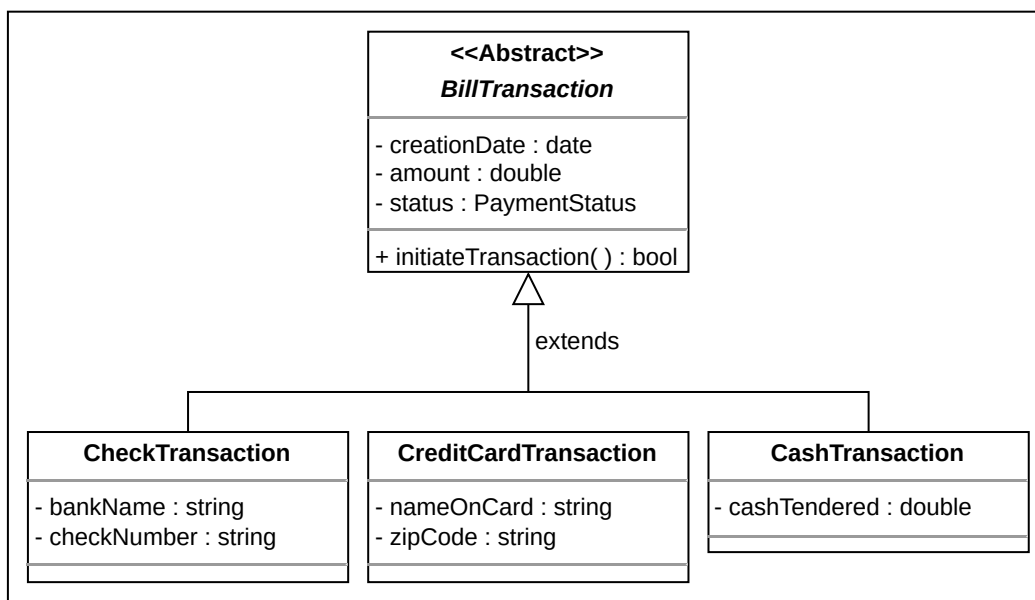 <<Abstract>>
BillTransaction
- creationDate : date
- amount : double
- status : PaymentStatus
+ initiateTransaction( ) : bool
extends
CheckTransaction
- bankName : string
- checkNumber : string
CreditCardTransaction
- nameOnCard : string
- zipCode : string
CashTransaction
- cashTendered : double